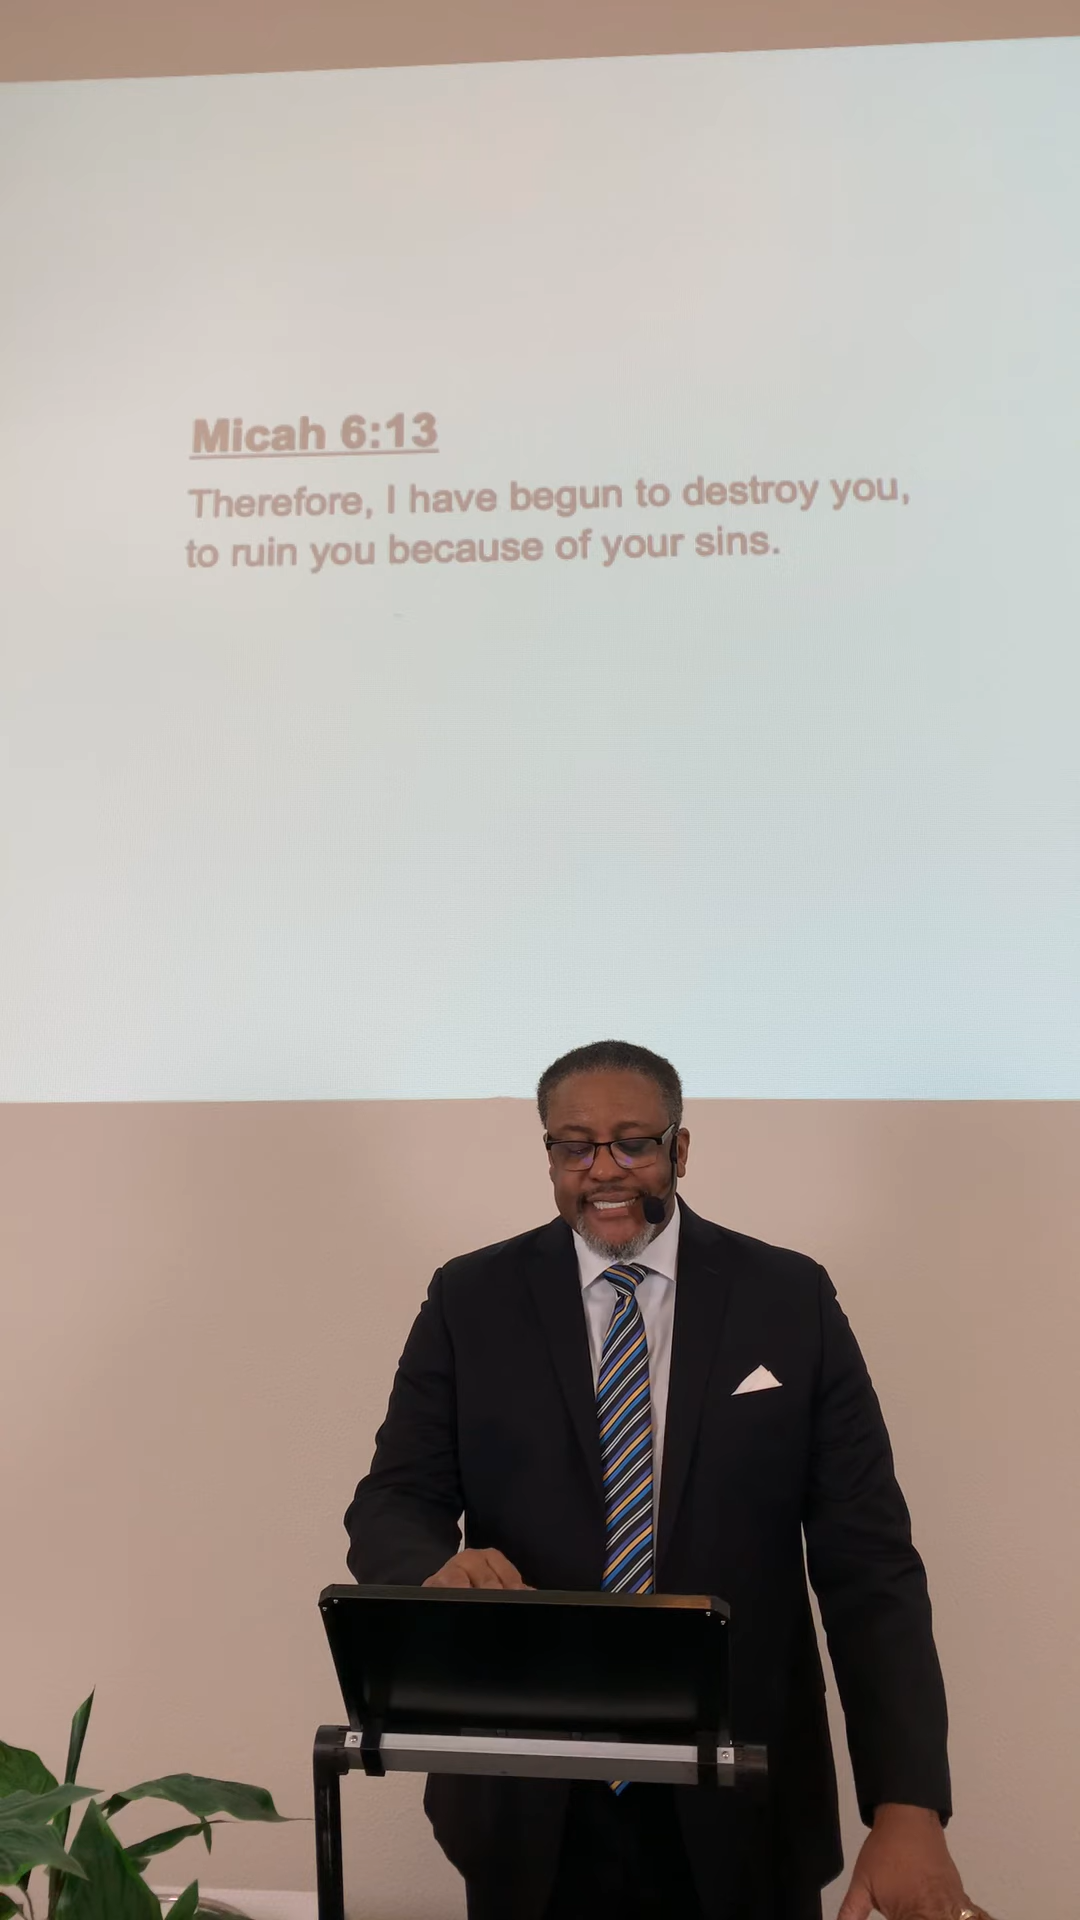 Micah 6:13
Therefore, I have begun to destroy you,
to ruin you because of your sins.